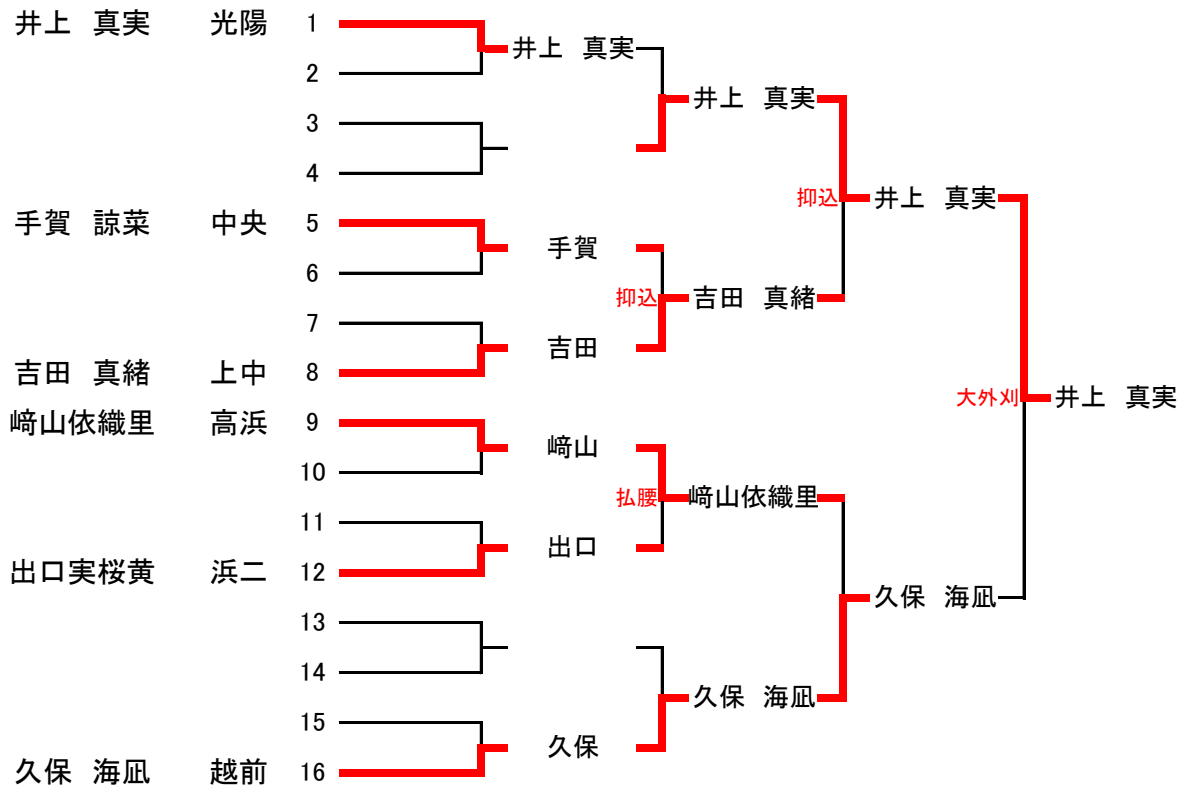 井上　真実　光陽　1
井上　真実
2
井上　真実
3
4
抑込　井上　真実
手賀　諒菜　中央　5
手賀
6
抑込　吉田　真緒
7
吉田
吉田　真緒　上中　8
大外刈　井上　真実
﨑山依織里　高浜　9
﨑山
10
払腰　﨑山依織里
11
出口
出口実桜黄　浜二　12
久保　海凪
13
14
久保　海凪
15
久保
久保　海凪　越前　16